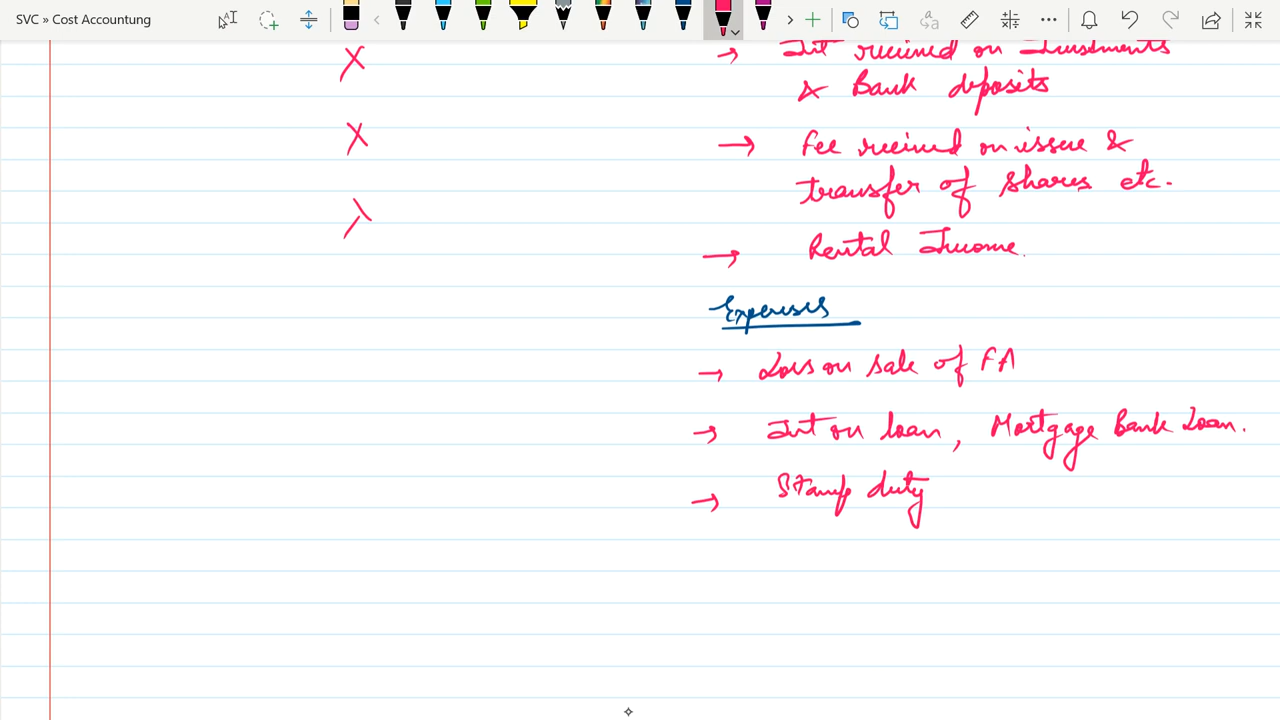 SVC » Cost Accountung
X
→ Int received on Investments
& Bank deposits
X
→ Fee received on issue &
transfer of shares etc.
X
→ Rental Income.
Expenses
→ Loss on sale of FA
→ Int on loan, Mortgage Bank Loan.
→ Stamp duty